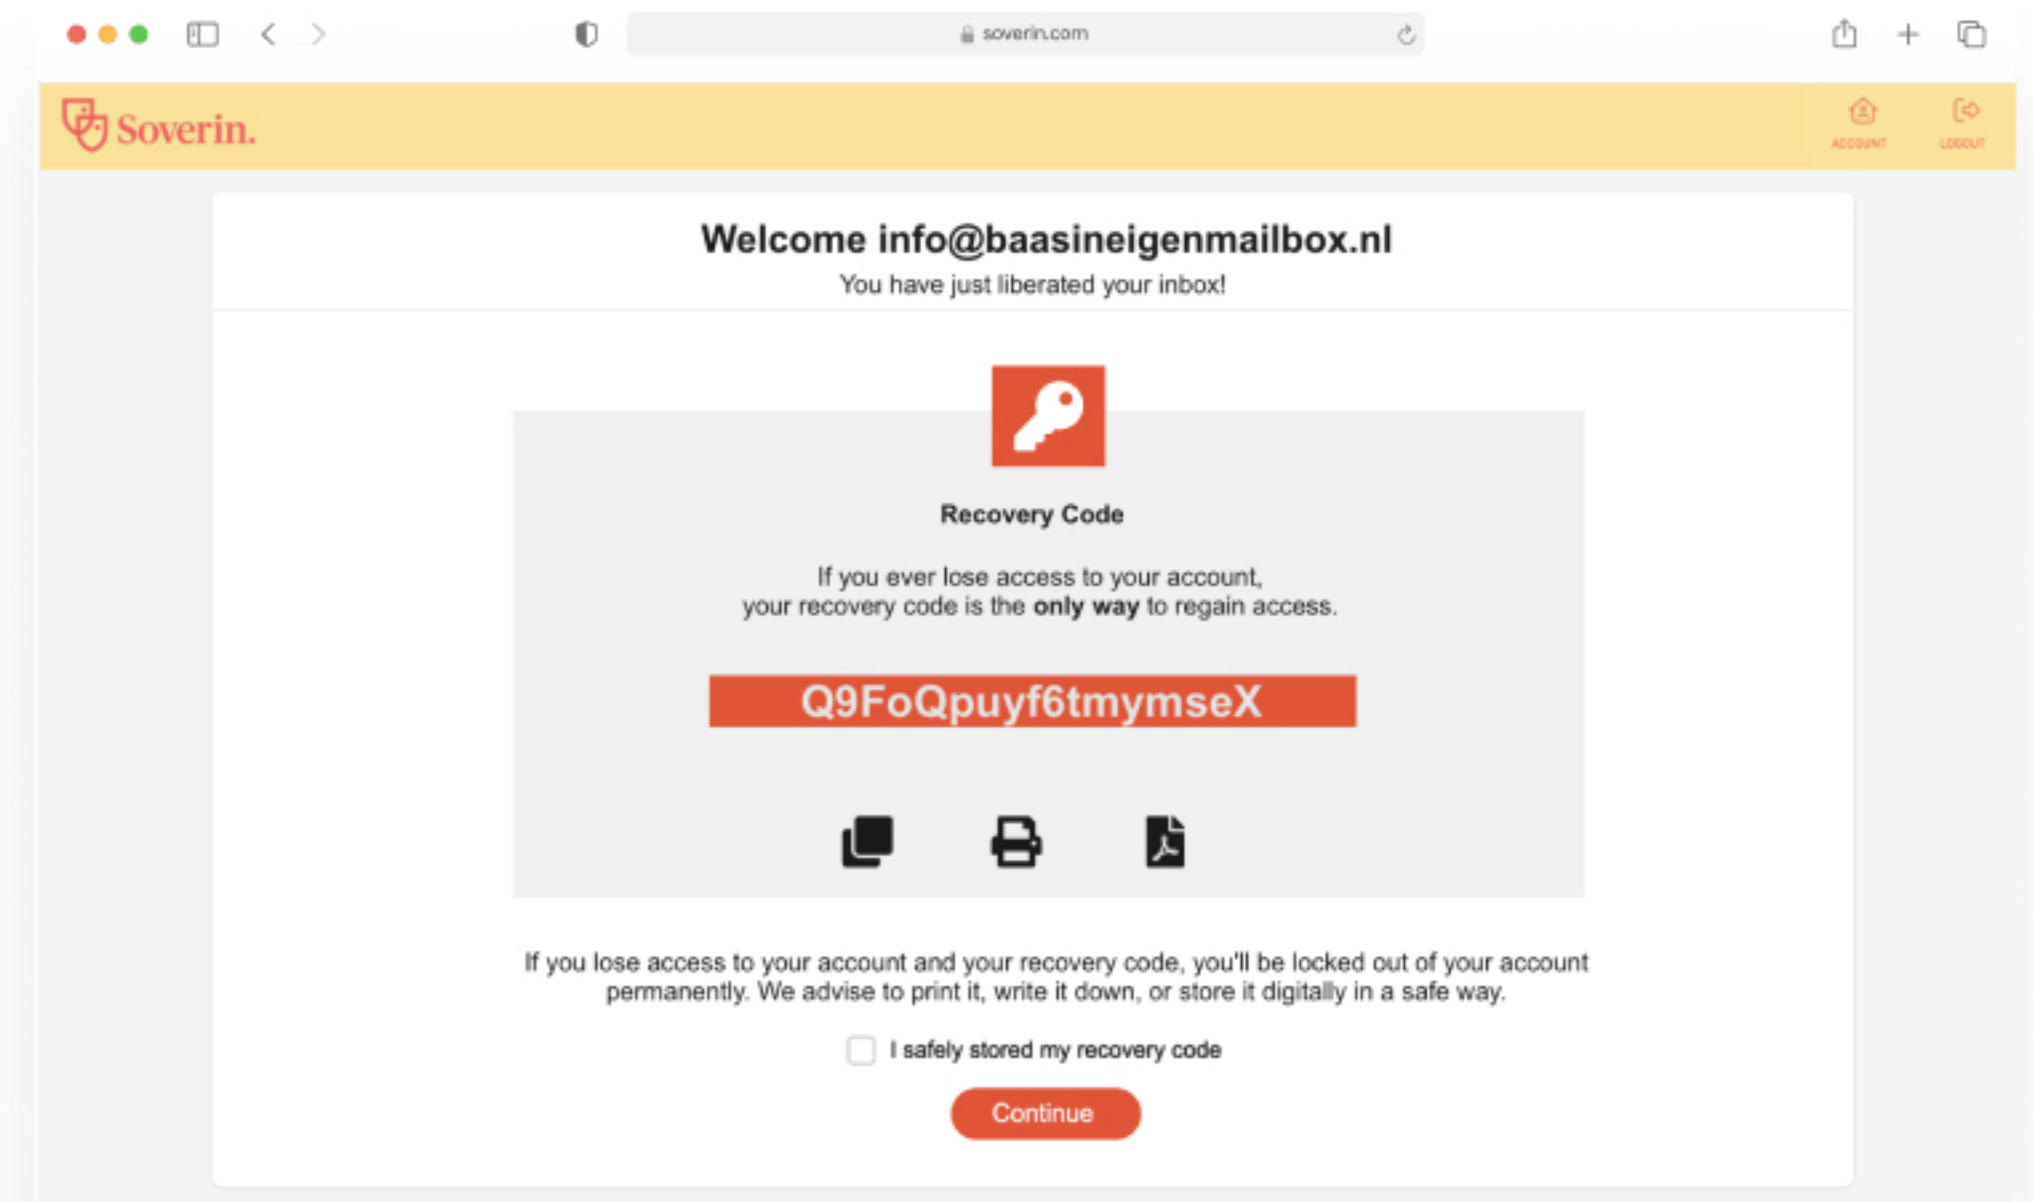 soverin.com
Soverin.
ACCOUNT
LOGOUT
Welcome info@baasineigenmailbox.nl
You have just liberated your inbox!
Recovery Code
If you ever lose access to your account,
your recovery code is the only way to regain access.
Q9FoQpuyf6tmymseX
If you lose access to your account and your recovery code, you'll be locked out of your account
permanently. We advise to print it, write it down, or store it digitally in a safe way.
I safely stored my recovery code
Continue